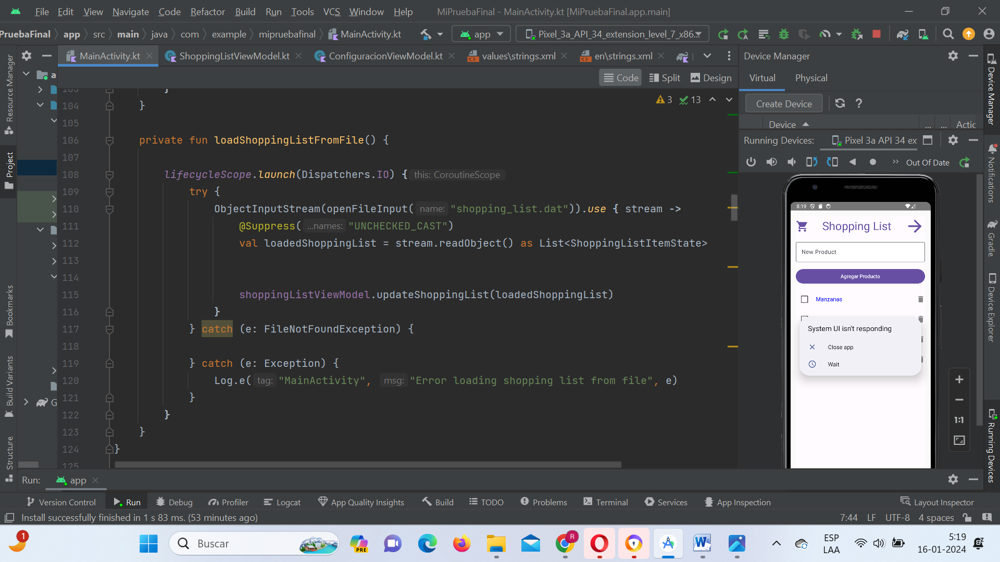 File Edit View Navigate Code Refactor Build Run Tools VCS Window Help MiPruebaFinal - MainActivity.kt [MiPruebaFinal.app.main]
PruebaFinal app src main java com example mipruebafinal MainActivity.kt app Pixel_3a_API_34_extension_level_7_x86...
MainActivity.kt ShoppingListViewModel.kt ConfiguracionViewModel.kt values\strings.xml en\strings.xml
Code Split Design
3 13
Resource Manager
Project
Bookmarks
Build Variants
Structure
a
G
103 }
104 }
105
106 private fun loadShoppingListFromFile() {
107
108 lifecycleScope.launch(Dispatchers.IO) { this: CoroutineScope
109 try {
110 ObjectInputStream(openFileInput( name: "shopping_list.dat")).use { stream ->
111 @Suppress( ...names: "UNCHECKED_CAST")
112 val loadedShoppingList = stream.readObject() as List<ShoppingListItemState>
113
114
115 shoppingListViewModel.updateShoppingList(loadedShoppingList)
116 }
117 } catch (e: FileNotFoundException) {
118
119 } catch (e: Exception) {
120 Log.e( tag: "MainActivity", msg: "Error loading shopping list from file", e)
121 }
122 }
123 }
124 }
125
Device Manager
Virtual Physical
Create Device ?
Device ... ... Actic
Running Devices: Pixel 3a API 34 ex
Out Of Date
8:19
Shopping List
New Product
Agregar Producto
Manzanas
System UI isn't responding
Close app
Wait
1:1
Device Manager
Notifications
Gradle
Device Explorer
Running Devices
Run: app
Version Control Run Debug Profiler Logcat App Quality Insights Build TODO Problems Terminal Services App Inspection Layout Inspector
Install successfully finished in 1 s 83 ms. (53 minutes ago) 7:44 LF UTF-8 4 spaces
1
Buscar
PRE
R
ESP
LAA
5:19
16-01-2024